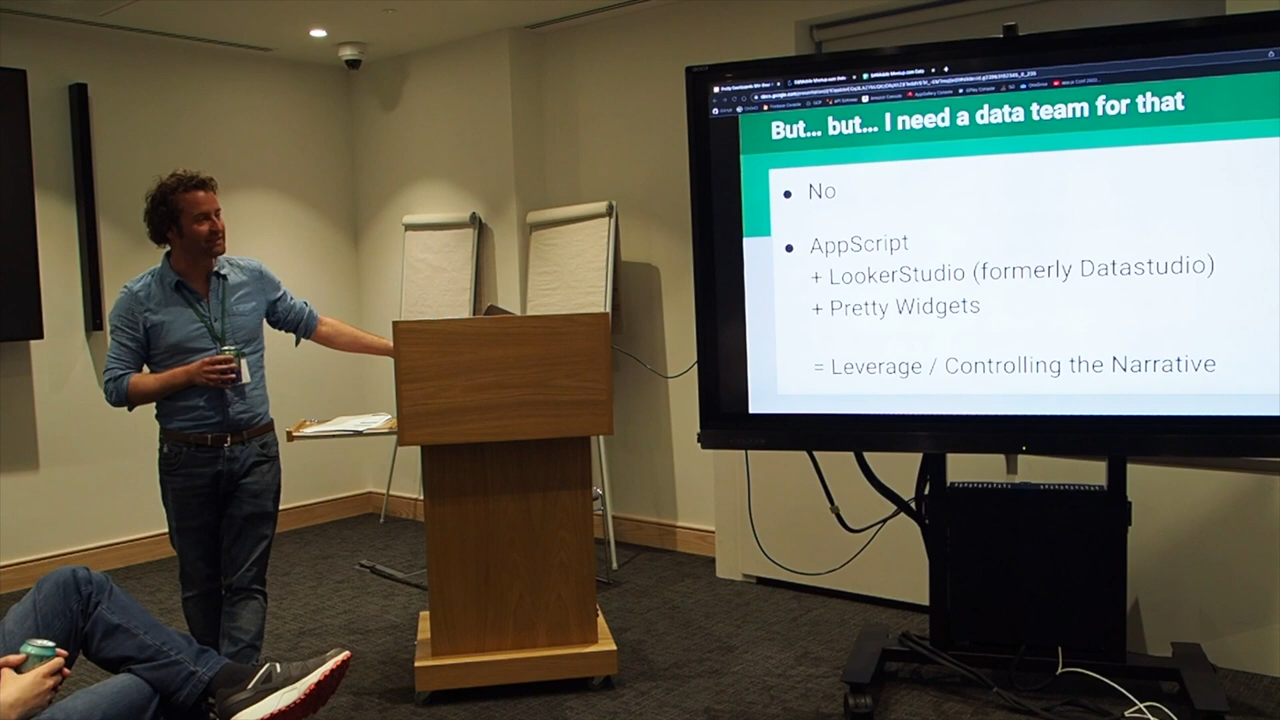 But... but... I need a data team for that
No
AppScript
+ LookerStudio (formerly Datastudio)
+ Pretty Widgets
= Leverage / Controlling the Narrative